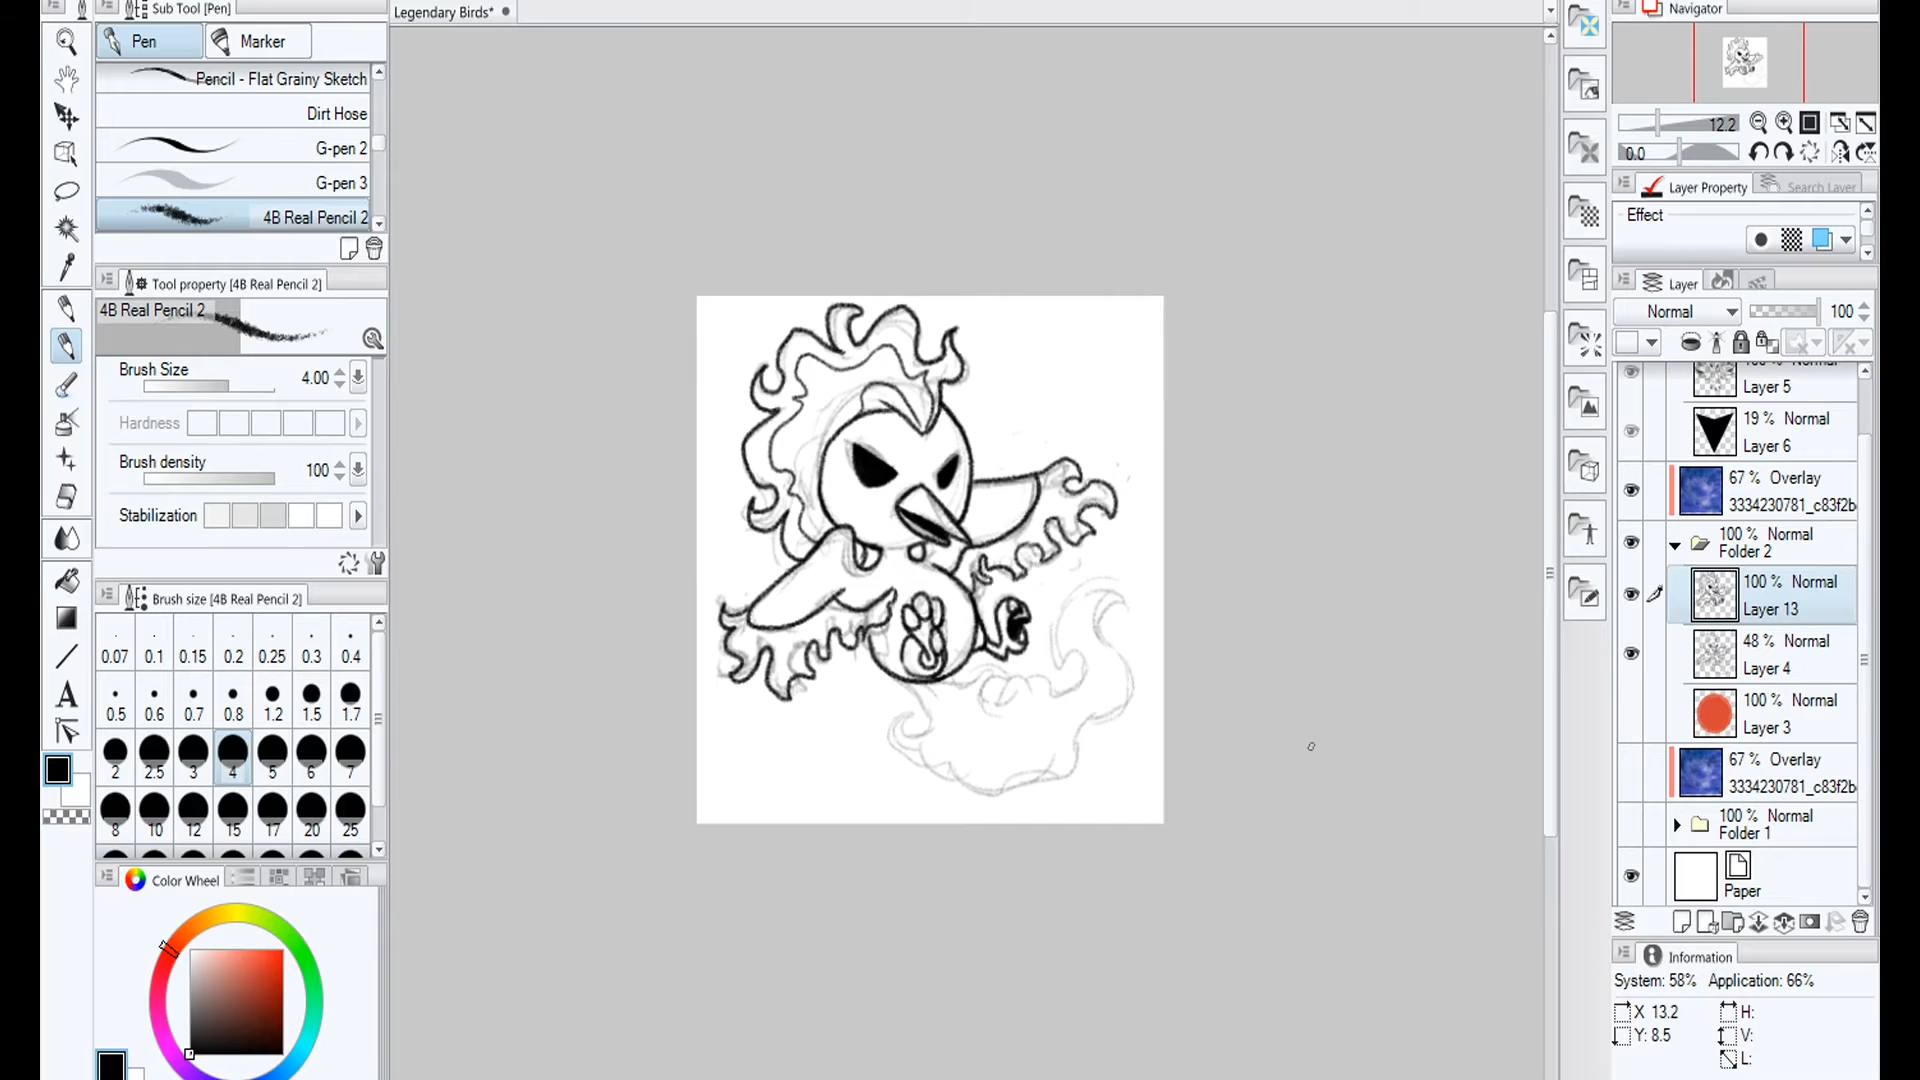 Sub Tool [Pen]
Legendary Birds*
Navigator
Pen
Marker
Pencil - Flat Grainy Sketch
Dirt Hose
G-pen 2
G-pen 3
4B Real Pencil 2
12.2
0.0
Layer Property
Search Layer
Effect
Tool property [4B Real Pencil 2]
4B Real Pencil 2
Brush Size
4.00
Hardness
Brush density
100
Stabilization
Layer
Normal
100
Layer 5
19 % Normal
Layer 6
67 % Overlay
3334230781_c83f2b
100 % Normal
Folder 2
100 % Normal
Layer 13
48 % Normal
Layer 4
100 % Normal
Layer 3
67 % Overlay
3334230781_c83f2b
100 % Normal
Folder 1
Paper
Brush size [4B Real Pencil 2]
0.07 0.1 0.15 0.2 0.25 0.3 0.4
0.5 0.6 0.7 0.8 1.2 1.5 1.7
2 2.5 3 4 5 6 7
8 10 12 15 17 20 25
Color Wheel
Information
System: 58% Application: 66%
X 13.2 H:
Y: 8.5 V:
L: